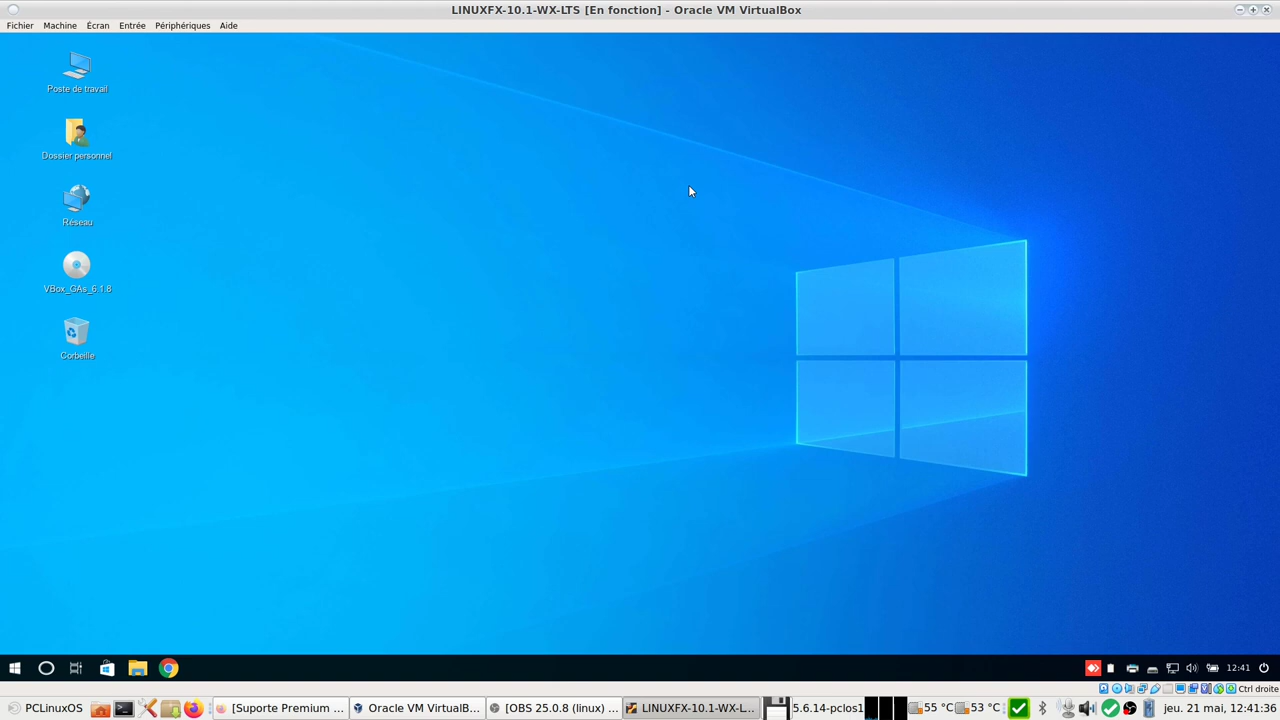 LINUXFX-10.1-WX-LTS [En fonction] - Oracle VM VirtualBox
Fichier Machine Écran Entrée Périphériques Aide
Poste de travail
Dossier personnel
Réseau
VBox_GAs_6.1.8
Corbeille
12:41
Ctrl droite
PCLinuxOS [Suporte Premium ... Oracle VM VirtualB... [OBS 25.0.8 (linux) ... LINUXFX-10.1-WX-L... 5.6.14-pclos1 55 °C 53 °C jeu. 21 mai, 12:41:36